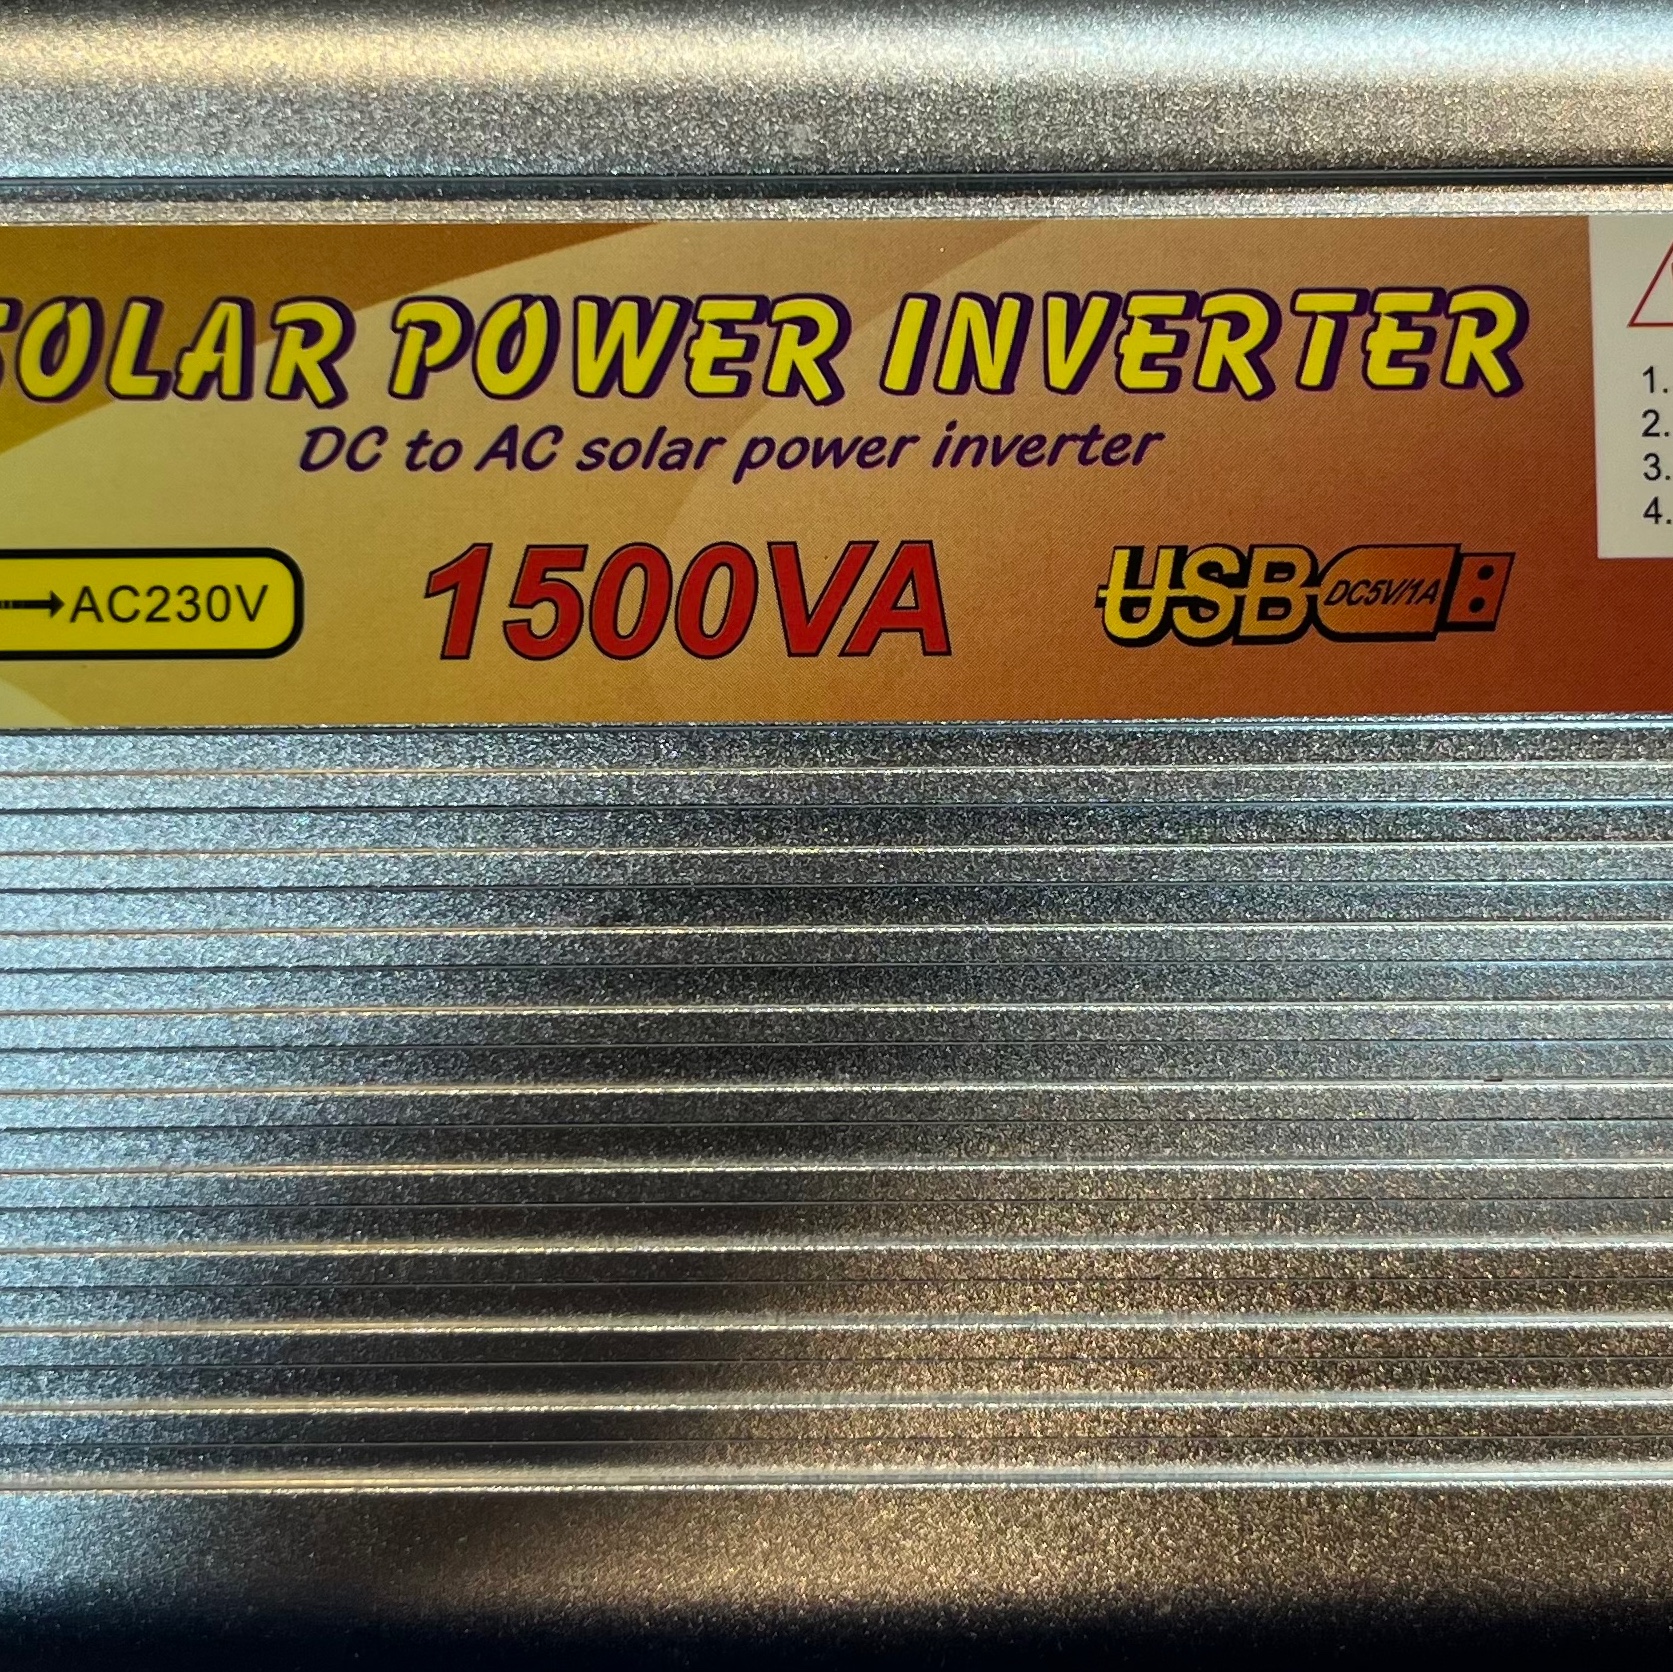 SOLAR POWER INVERTER
DC to AC solar power inverter
AC230V
1500VA
USB DC5V/1A
1.
2.
3.
4.